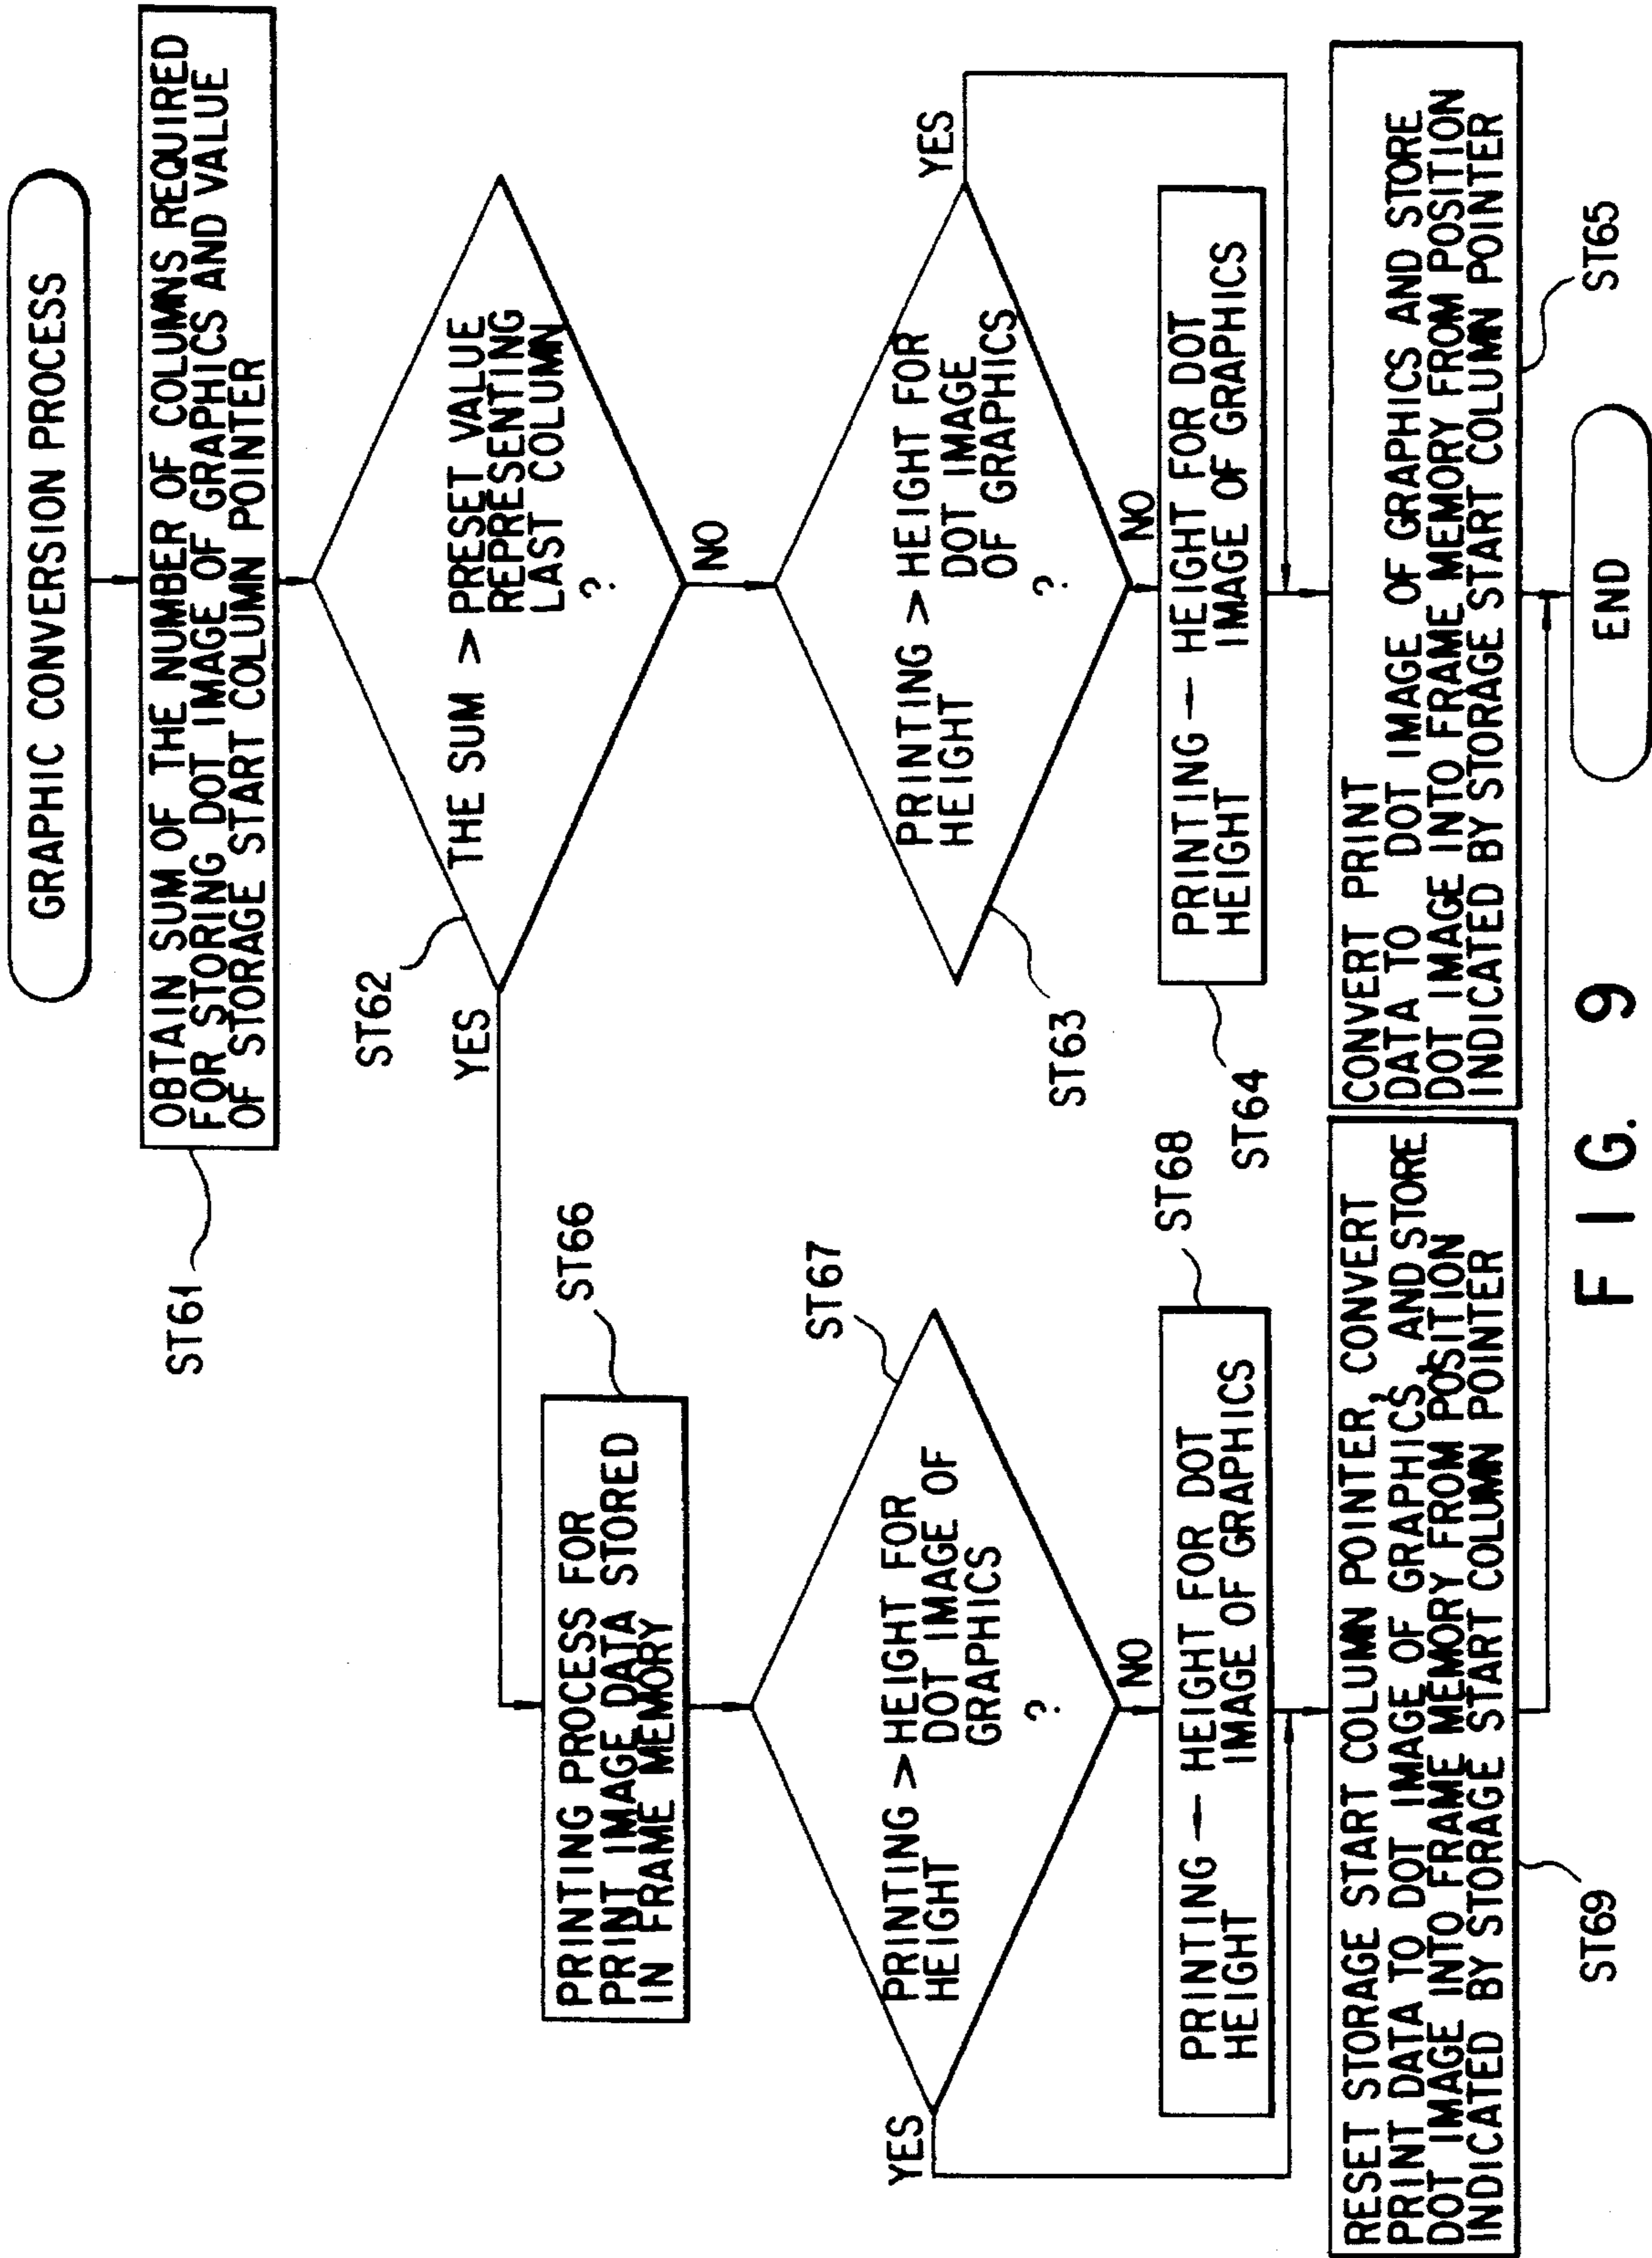 GRAPHIC CONVERSION PROCESS
ST61
OBTAIN SUM OF THE NUMBER OF COLUMNS REQUIRED
FOR STORING DOT IMAGE OF GRAPHICS AND VALUE
OF STORAGE START COLUMN POINTER
ST62
THE SUM > PRESET VALUE
REPRESENTING
LAST COLUMN
?
YES
NO
ST66
PRINTING PROCESS FOR
PRINT IMAGE DATA STORED
IN FRAME MEMORY
ST67
PRINTING > HEIGHT FOR
HEIGHT DOT IMAGE OF
GRAPHICS
?
YES
NO
ST68
PRINTING ← HEIGHT FOR DOT
HEIGHT IMAGE OF GRAPHICS
RESET STORAGE START COLUMN POINTER, CONVERT
PRINT DATA TO DOT IMAGE OF GRAPHICS, AND STORE
DOT IMAGE INTO FRAME MEMORY FROM POSITION
INDICATED BY STORAGE START COLUMN POINTER
ST69
ST63
PRINTING > HEIGHT FOR
HEIGHT DOT IMAGE
OF GRAPHICS
?
YES
NO
ST64
PRINTING ← HEIGHT FOR DOT
HEIGHT IMAGE OF GRAPHICS
CONVERT PRINT
DATA TO DOT IMAGE OF GRAPHICS AND STORE
DOT IMAGE INTO FRAME MEMORY FROM POSITION
INDICATED BY STORAGE START COLUMN POINTER
ST65
END
FIG. 9